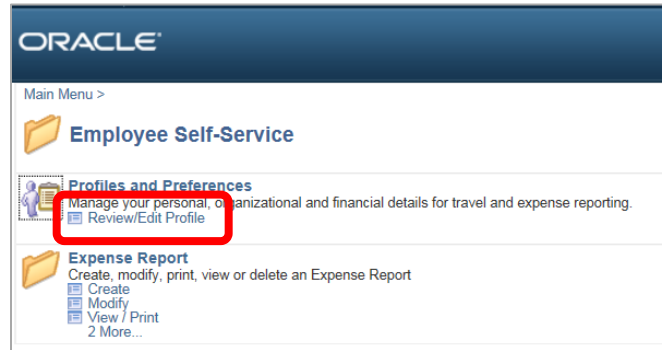 ORACLE
Main Menu >
Employee Self-Service
Profiles and Preferences
Manage your personal, organizational and financial details for travel and expense reporting.
Review/Edit Profile
Expense Report
Create, modify, print, view or delete an Expense Report
Create
Modify
View / Print
2 More...